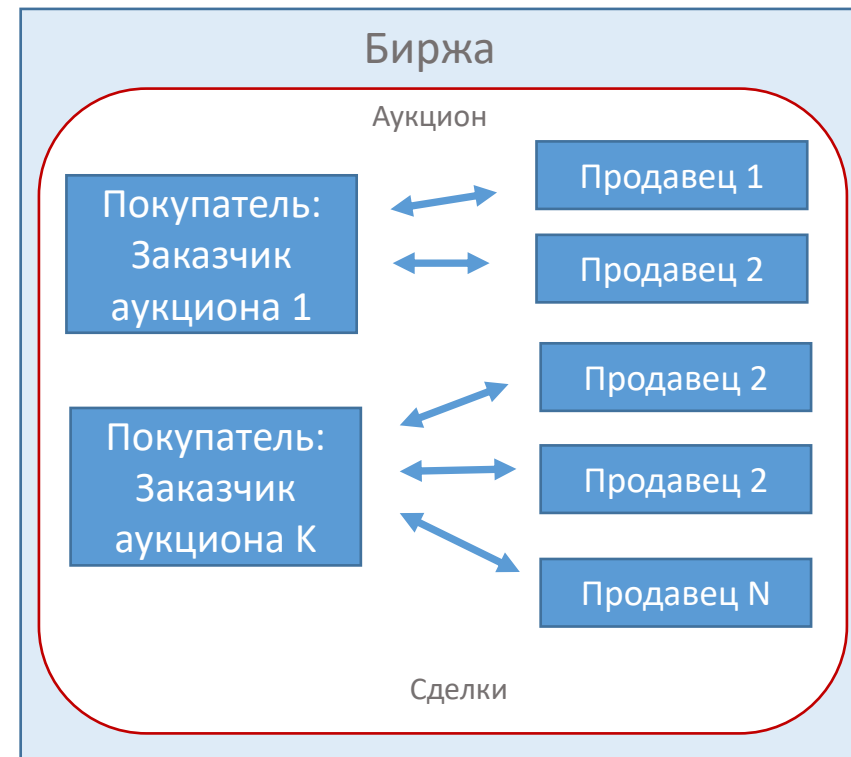 Биржа
Аукцион
Покупатель:
Заказчик
аукциона 1
Продавец 1
Продавец 2
Покупатель:
Заказчик
аукциона K
Продавец 2
Продавец 2
Продавец N
Сделки